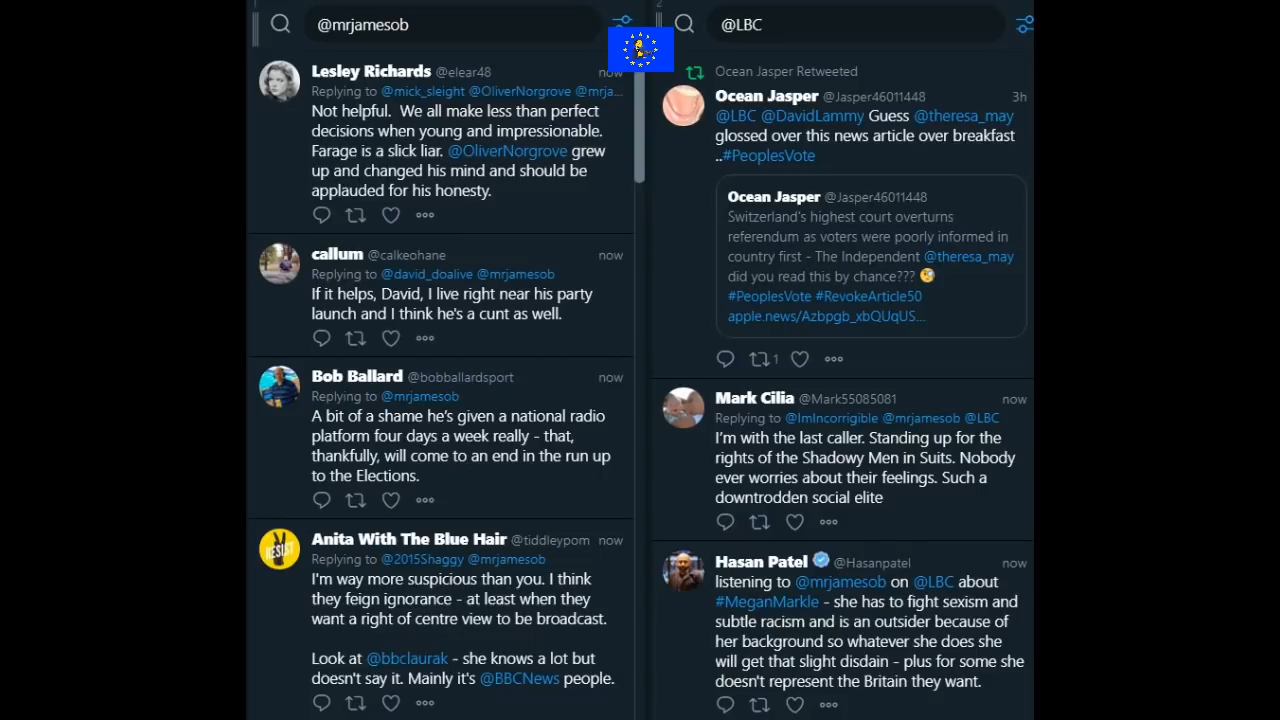 @mrjamesob
Lesley Richards @elear48 now
Replying to @mick_sleight @OliverNorgrove @mrja...
Not helpful.  We all make less than perfect
decisions when young and impressionable.
Farage is a slick liar. @OliverNorgrove grew
up and changed his mind and should be
applauded for his honesty.
callum @calkeohane now
Replying to @david_doalive @mrjamesob
If it helps, David, I live right near his party
launch and I think he's a cunt as well.
Bob Ballard @bobballardsport now
Replying to @mrjamesob
A bit of a shame he's given a national radio
platform four days a week really - that,
thankfully, will come to an end in the run up
to the Elections.
Anita With The Blue Hair @tiddleypom now
RESIST
Replying to @2015Shaggy @mrjamesob
I'm way more suspicious than you. I think
they feign ignorance - at least when they
want a right of centre view to be broadcast.
Look at @bbclaurak - she knows a lot but
doesn't say it. Mainly it's @BBCNews people.
2
@LBC
Ocean Jasper Retweeted
Ocean Jasper @Jasper46011448 3h
@LBC @DavidLammy Guess @theresa_may
glossed over this news article over breakfast
..#PeoplesVote
Ocean Jasper @Jasper46011448
Switzerland's highest court overturns
referendum as voters were poorly informed in
country first - The Independent @theresa_may
did you read this by chance???
#PeoplesVote #RevokeArticle50
apple.news/Azbpgb_xbQUqUS...
1
Mark Cilia @Mark55085081 now
Replying to @ImIncorrigible @mrjamesob @LBC
I'm with the last caller. Standing up for the
rights of the Shadowy Men in Suits. Nobody
ever worries about their feelings. Such a
downtrodden social elite
Hasan Patel @Hasanpatel now
listening to @mrjamesob on @LBC about
#MeganMarkle - she has to fight sexism and
subtle racism and is an outsider because of
her background so whatever she does she
will get that slight disdain - plus for some she
doesn't represent the Britain they want.